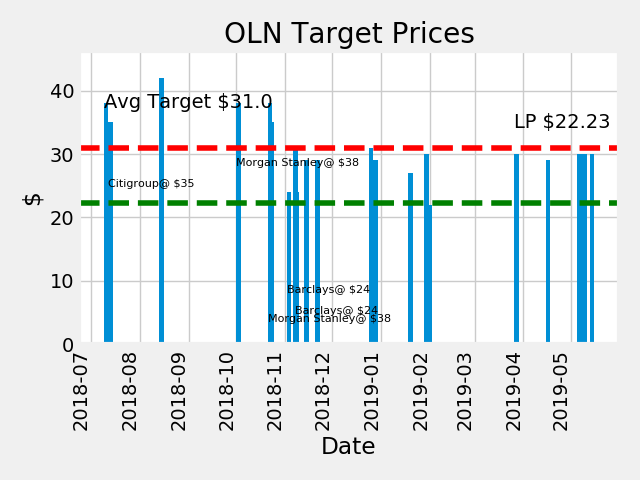 OLN Target Prices
Avg Target $31.0
LP $22.23
Morgan Stanley@ $38
Citigroup@ $35
Barclays@ $24
Barclays@ $24
Morgan Stanley@ $38
$
40
30
20
10
0
2018-07
2018-08
2018-09
2018-10
2018-11
2018-12
2019-01
2019-02
2019-03
2019-04
2019-05
Date